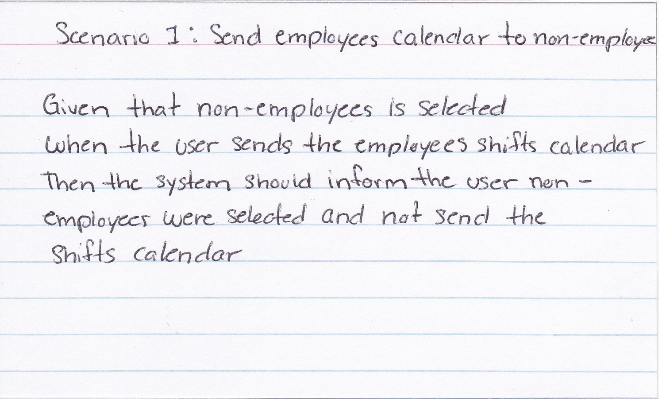 Scenario 1: Send employees calendar to non-employee
Given that non-employees is selected
when the user sends the employees shifts calendar
Then the system should inform the user non-
employees were selected and not send the
shifts calendar